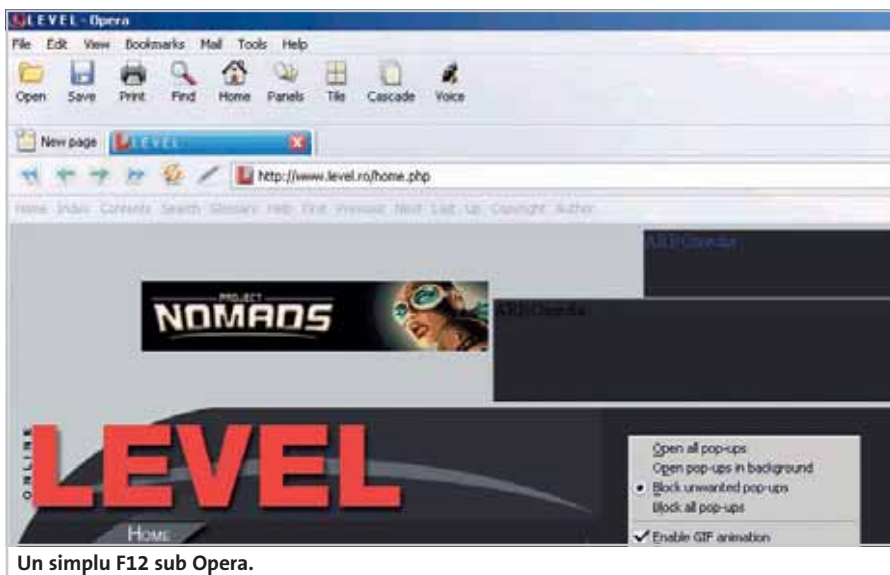 LEVEL - Opera
File Edit View Bookmarks Mail Tools Help
Open Save Print Find Home Panels Tile Cascade Voice
New page LEVEL
http://www.level.ro/home.php
Home Index Contents Search Glossary Help First Previous Next Last Up Copyright Author
ARBOmedia
PROJECT
NOMADS
ARBOmedia
ONLINE
LEVEL
HOME
Open all pop-ups
Open pop-ups in background
Block unwanted pop-ups
Block all pop-ups
Enable GIF animation
Un simplu F12 sub Opera.